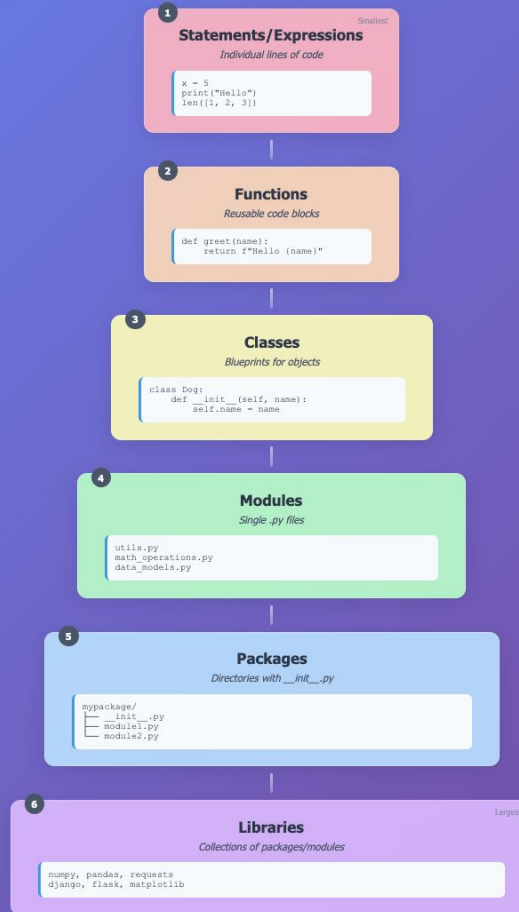 1
Smallest
Statements/Expressions
Individual lines of code
x = 5
print("Hello")
len([1, 2, 3])
2
Functions
Reusable code blocks
def greet(name):
    return f"Hello {name}"
3
Classes
Blueprints for objects
class Dog:
    def __init__(self, name):
        self.name = name
4
Modules
Single .py files
utils.py
math_operations.py
data_models.py
5
Packages
Directories with __init__.py
mypackage/
├── __init__.py
├── module1.py
└── module2.py
6
Larges
Libraries
Collections of packages/modules
numpy, pandas, requests
django, flask, matplotlib